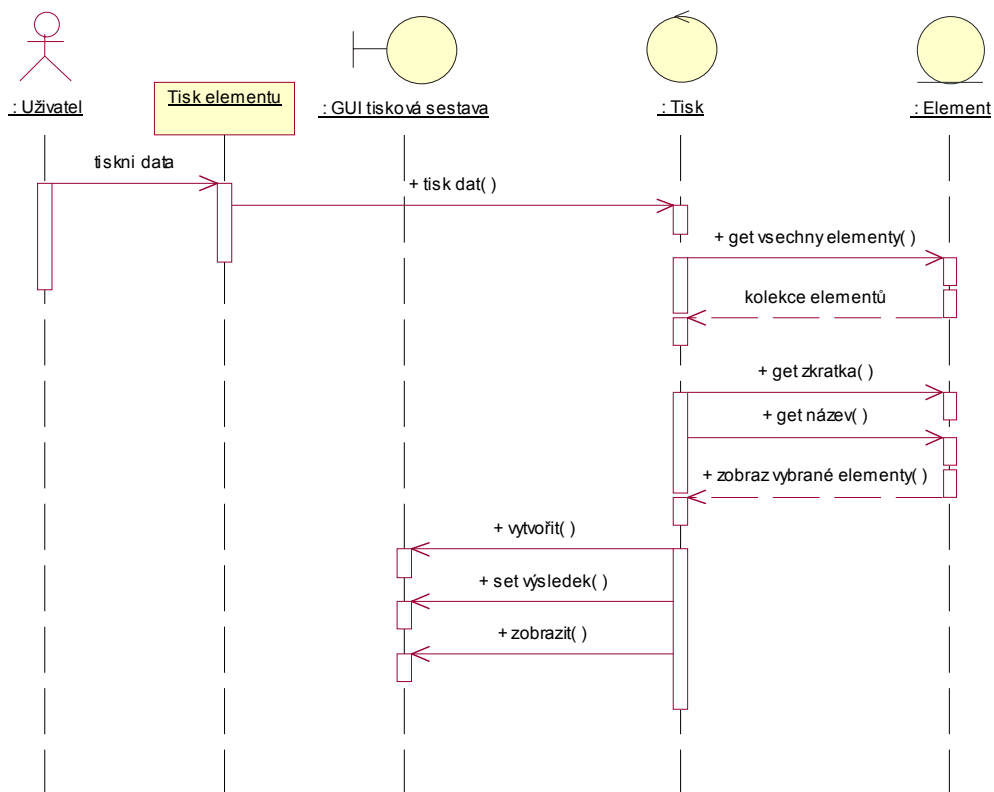 Tisk elementu
: Uživatel
: GUI tisková sestava
: Tisk
: Element
tiskni data
+ tisk dat( )
+ get vsechny elementy( )
kolekce elementů
+ get zkratka( )
+ get název( )
+ zobraz vybrané elementy( )
+ vytvořit( )
+ set výsledek( )
+ zobrazit( )